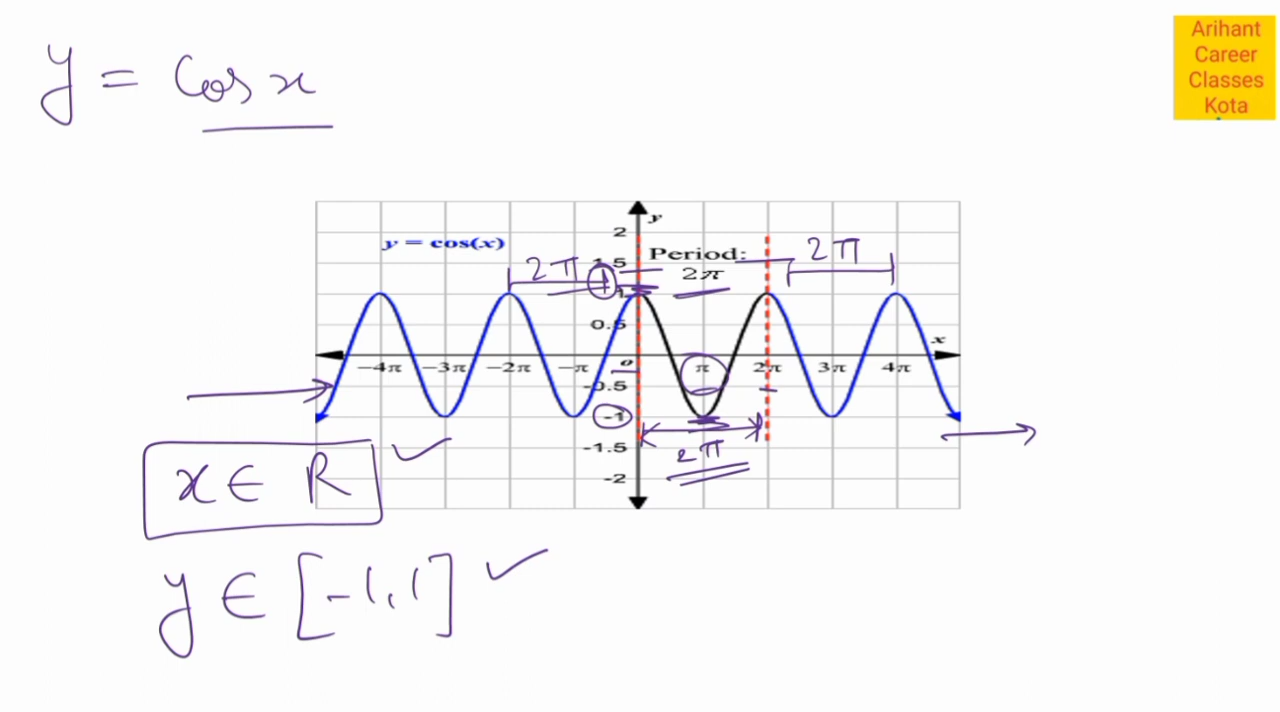 y = Cos x
Arihant
Career
Classes
Kota
y
2
y = cos(x)
Period:
2π
1.5
2π
2π
1
1
0.5
x
o
-4π -3π -2π -π π 2π 3π 4π
-0.5
-1
-1.5
2π
-2
x ∈ R
y ∈ [-1,1]